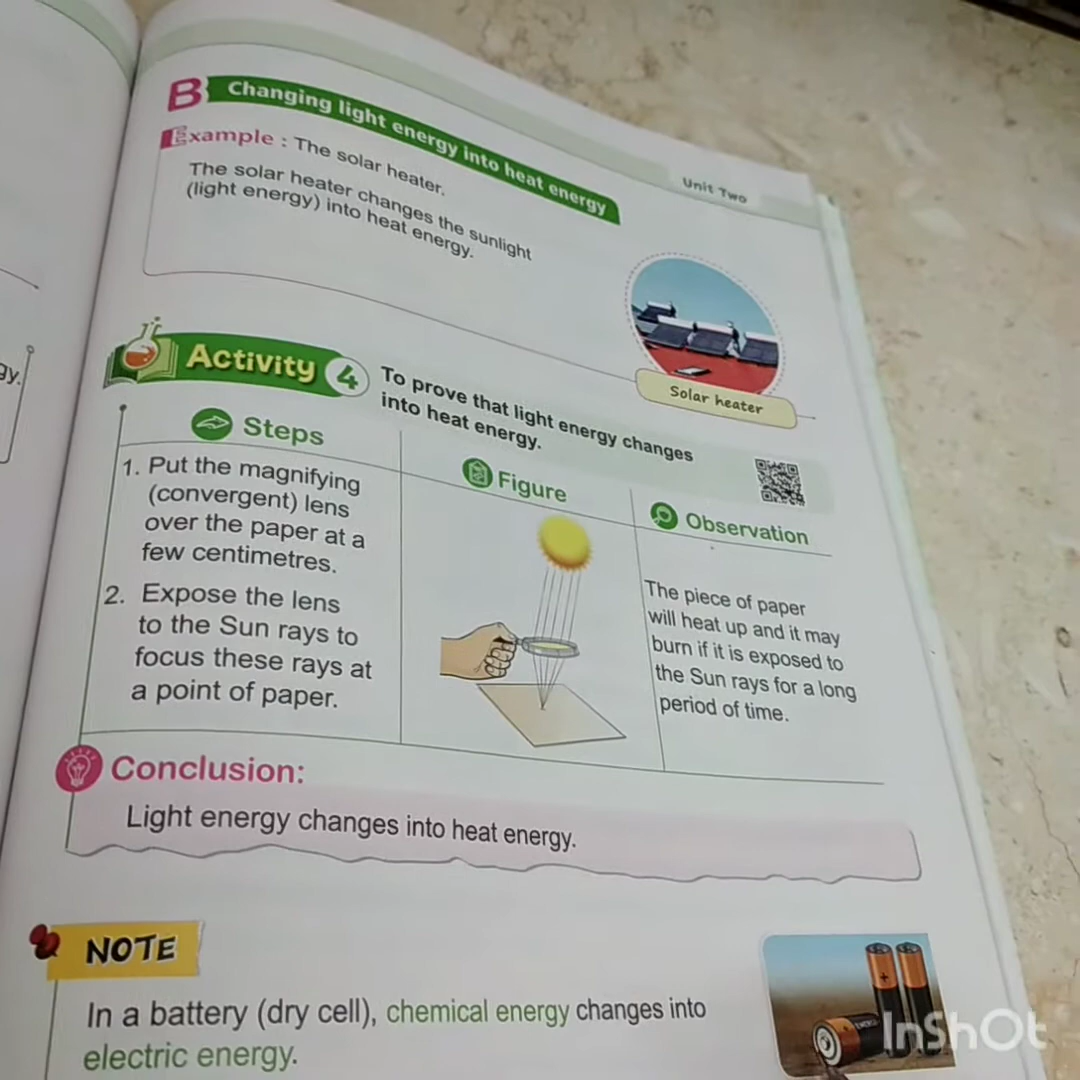 B Changing light energy into heat energy
Unit Two
Example : The solar heater.
The solar heater changes the sunlight
(light energy) into heat energy.
Solar heater
Activity 4
To prove that light energy changes
into heat energy.
Steps
1. Put the magnifying
(convergent) lens
over the paper at a
few centimetres.
2. Expose the lens
to the Sun rays to
focus these rays at
a point of paper.
Figure
Observation
The piece of paper
will heat up and it may
burn if it is exposed to
the Sun rays for a long
period of time.
Conclusion:
Light energy changes into heat energy.
NOTE
In a battery (dry cell), chemical energy changes into
electric energy.
gy.
InShOt